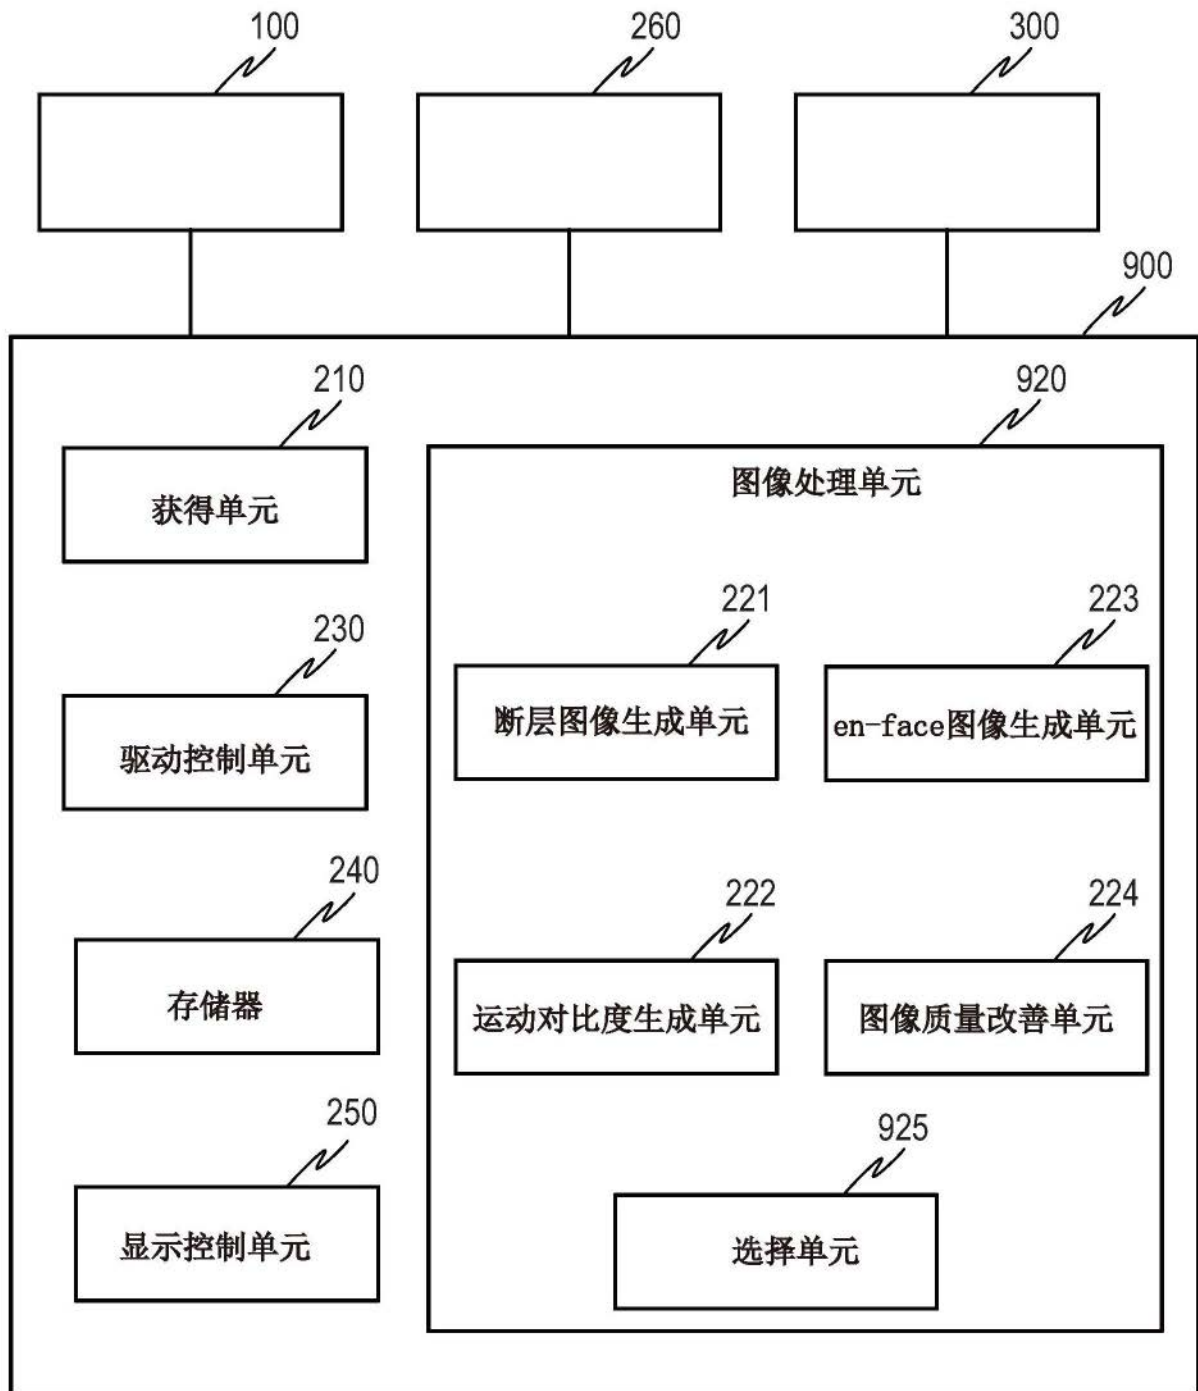 100
260
300
900
210
920
获得单元
图像处理单元
230
221
223
驱动控制单元
断层图像生成单元
en-face图像生成单元
240
222
224
存储器
运动对比度生成单元
图像质量改善单元
250
925
显示控制单元
选择单元